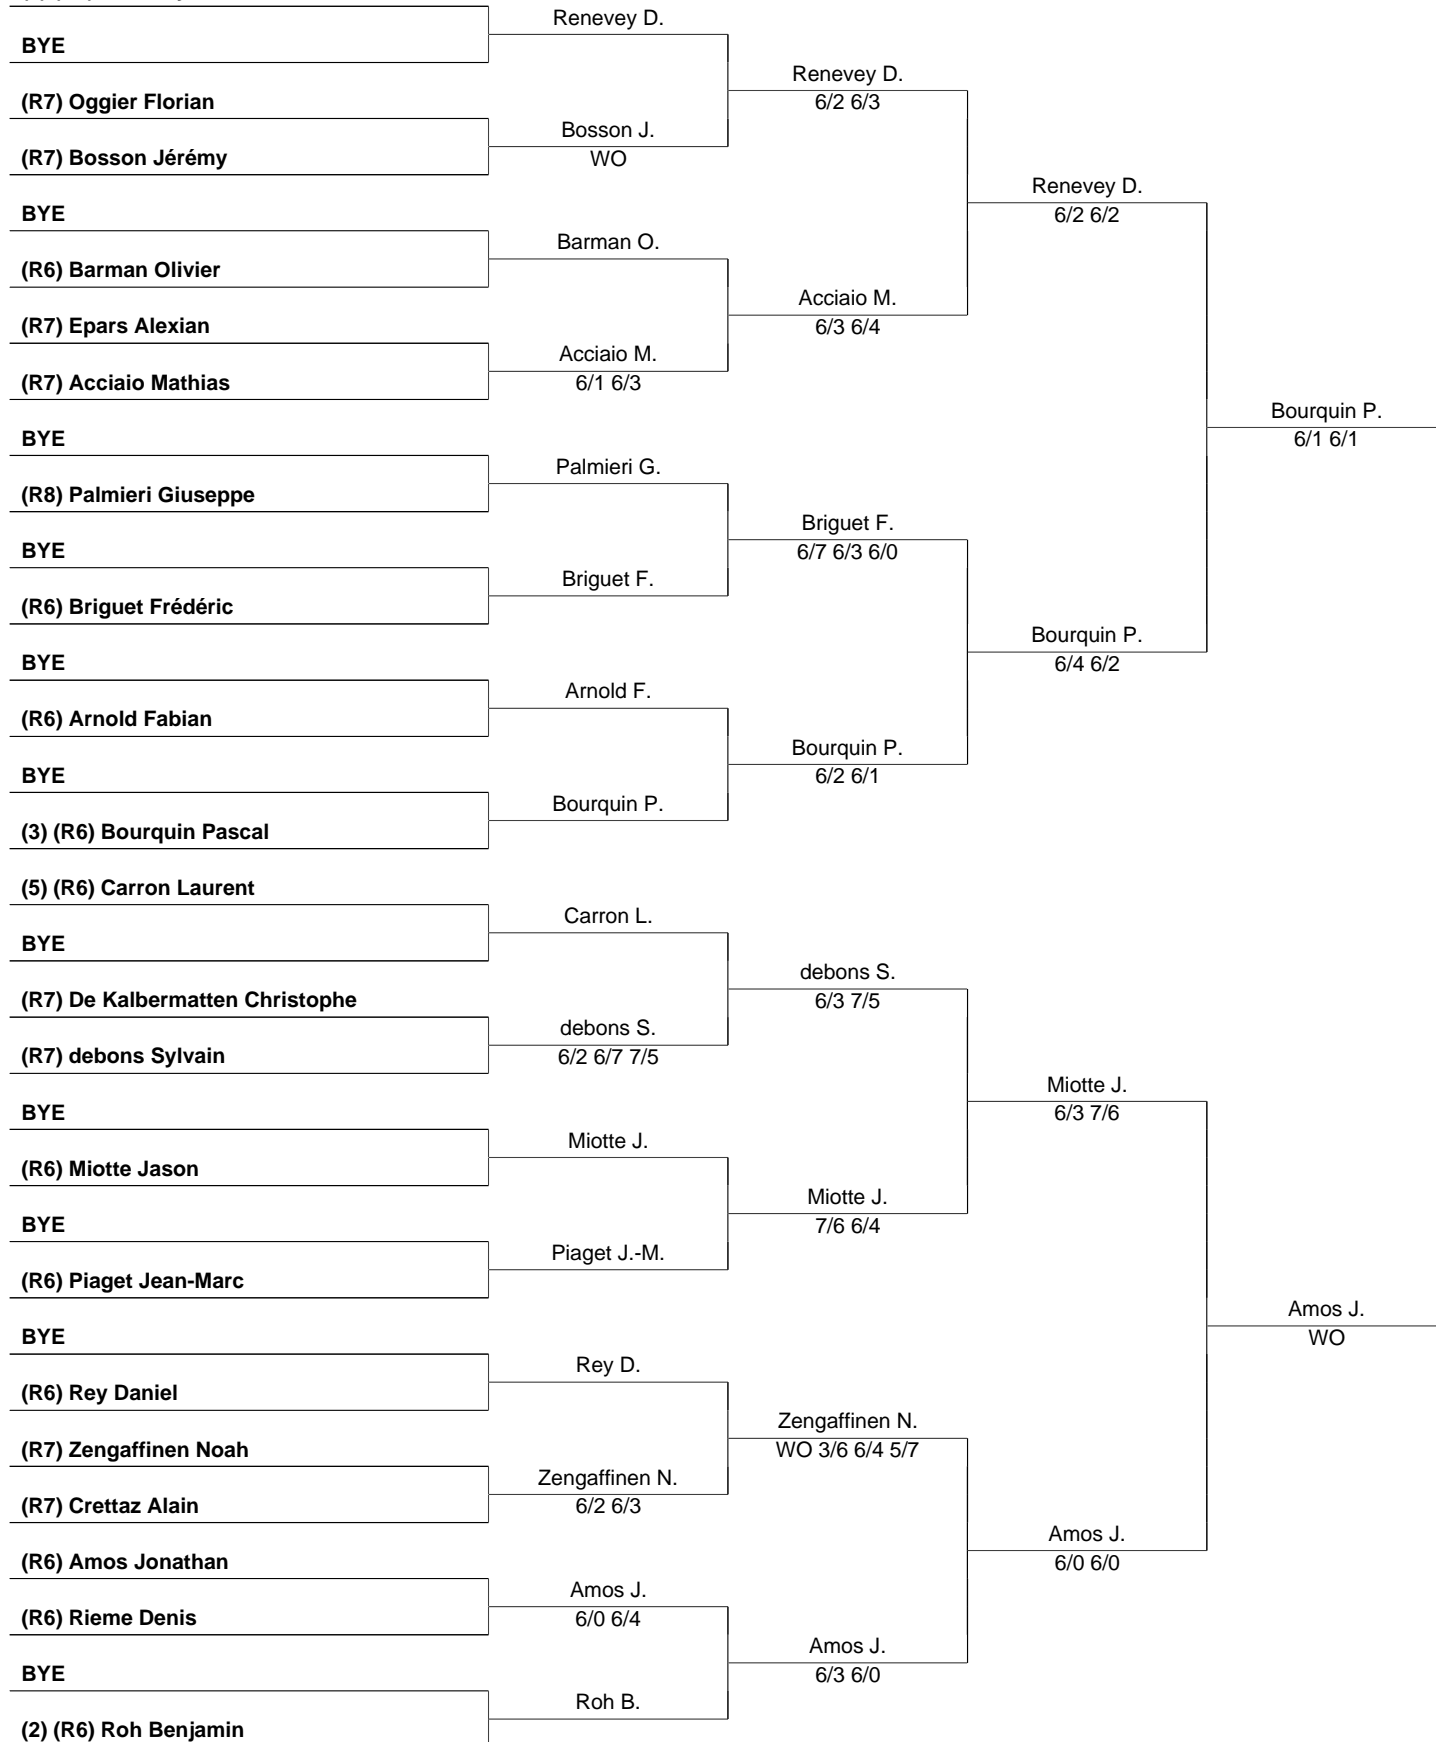 BYE
(R7) Oggier Florian
(R7) Bosson Jérémy
BYE
(R6) Barman Olivier
(R7) Epars Alexian
(R7) Acciaio Mathias
BYE
(R8) Palmieri Giuseppe
BYE
(R6) Briguet Frédéric
BYE
(R6) Arnold Fabian
BYE
(3) (R6) Bourquin Pascal
(5) (R6) Carron Laurent
BYE
(R7) De Kalbermatten Christophe
(R7) debons Sylvain
BYE
(R6) Miotte Jason
BYE
(R6) Piaget Jean-Marc
BYE
(R6) Rey Daniel
(R7) Zengaffinen Noah
(R7) Crettaz Alain
(R6) Amos Jonathan
(R6) Rieme Denis
BYE
(2) (R6) Roh Benjamin
Renevey D.
Bosson J.
WO
Barman O.
Acciaio M.
6/1 6/3
Palmieri G.
Briguet F.
Arnold F.
Bourquin P.
Carron L.
debons S.
6/2 6/7 7/5
Miotte J.
Piaget J.-M.
Rey D.
Zengaffinen N.
6/2 6/3
Amos J.
6/0 6/4
Roh B.
Renevey D.
6/2 6/3
Acciaio M.
6/3 6/4
Briguet F.
6/7 6/3 6/0
Bourquin P.
6/2 6/1
debons S.
6/3 7/5
Miotte J.
7/6 6/4
Zengaffinen N.
WO 3/6 6/4 5/7
Amos J.
6/3 6/0
Renevey D.
6/2 6/2
Bourquin P.
6/4 6/2
Miotte J.
6/3 7/6
Amos J.
6/0 6/0
Bourquin P.
6/1 6/1
Amos J.
WO